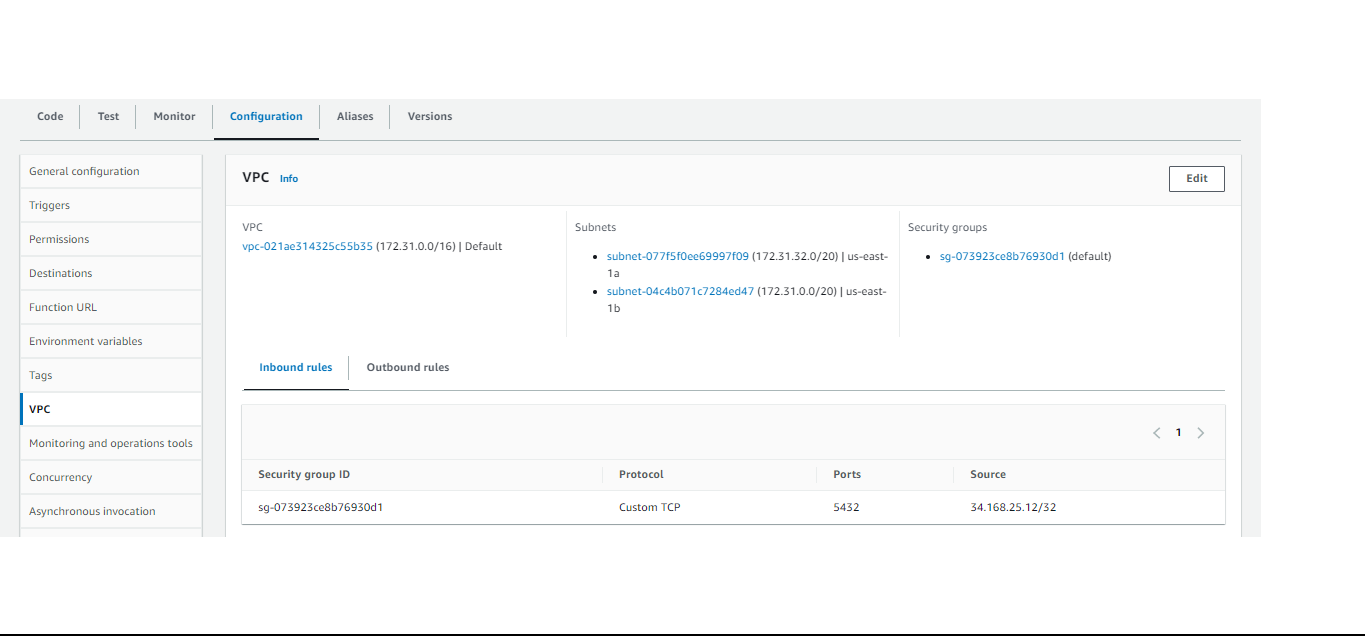 Code Test Monitor Configuration Aliases Versions
General configuration
Triggers
Permissions
Destinations
Function URL
Environment variables
Tags
VPC
Monitoring and operations tools
Concurrency
Asynchronous invocation
VPC Info
Edit
VPC
vpc-021ae314325c55b35 (172.31.0.0/16) | Default
Subnets
subnet-077f5f0ee69997f09 (172.31.32.0/20) | us-east-
1a
subnet-04c4b071c7284ed47 (172.31.0.0/20) | us-east-
1b
Security groups
sg-073923ce8b76930d1 (default)
Inbound rules Outbound rules
1
Security group ID Protocol Ports Source
sg-073923ce8b76930d1 Custom TCP 5432 34.168.25.12/32